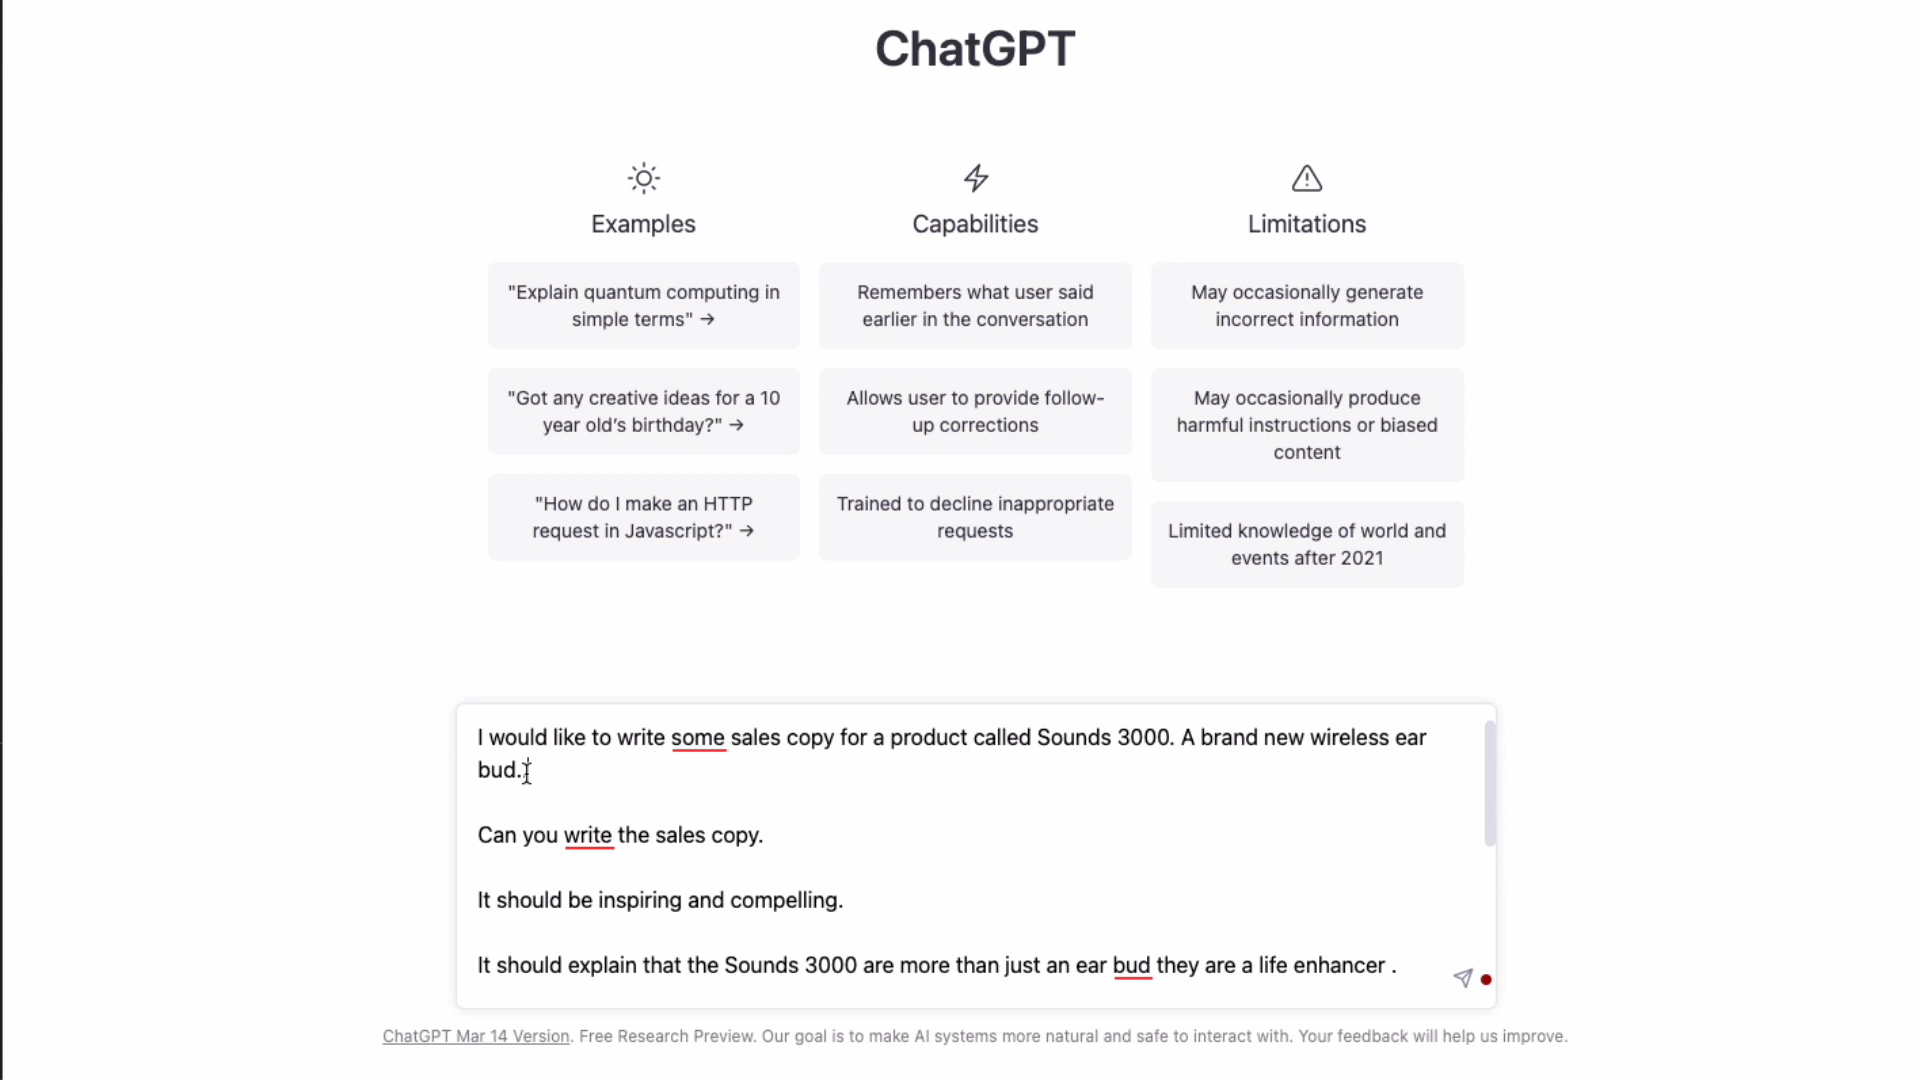 ChatGPT
Examples
Capabilities
Limitations
"Explain quantum computing in
simple terms" →
Remembers what user said
earlier in the conversation
May occasionally generate
incorrect information
"Got any creative ideas for a 10
year old's birthday?" →
Allows user to provide follow-
up corrections
May occasionally produce
harmful instructions or biased
content
"How do I make an HTTP
request in Javascript?" →
Trained to decline inappropriate
requests
Limited knowledge of world and
events after 2021
I would like to write some sales copy for a product called Sounds 3000. A brand new wireless ear
bud.
Can you write the sales copy.
It should be inspiring and compelling.
It should explain that the Sounds 3000 are more than just an ear bud they are a life enhancer .
ChatGPT Mar 14 Version. Free Research Preview. Our goal is to make AI systems more natural and safe to interact with. Your feedback will help us improve.